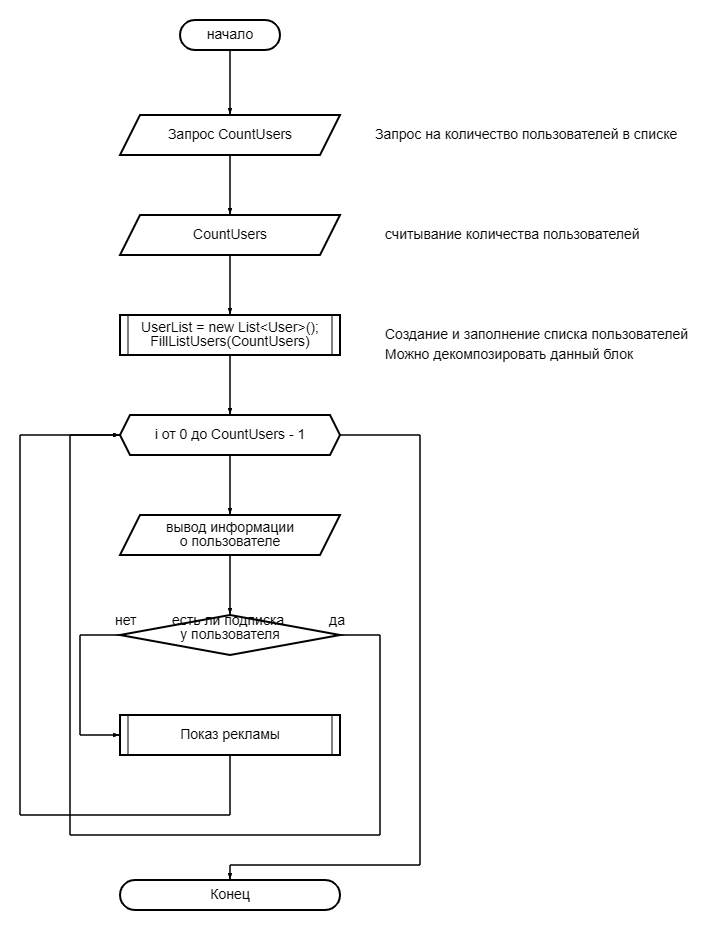 начало
Запрос CountUsers
Запрос на количество пользователей в списке
CountUsers
считывание количества пользователей
UserList = new List<User>();
FillListUsers(CountUsers)
Создание и заполнение списка пользователей
Можно декомпозировать данный блок
i от 0 до CountUsers - 1
вывод информации
о пользователе
нет
есть ли подписка
у пользователя
да
Показ рекламы
Конец